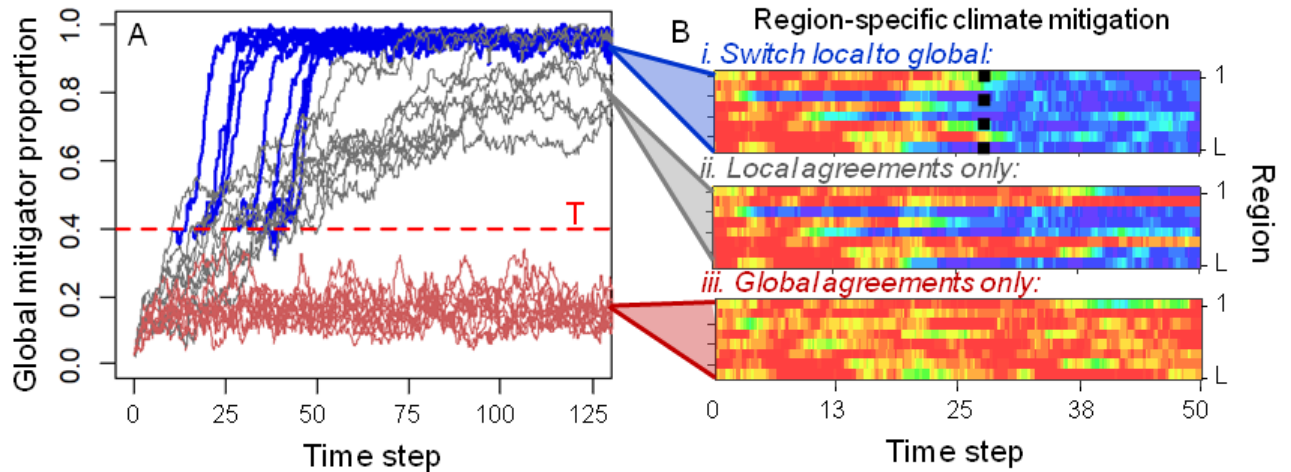 A
Global mitigator proportion
1.0
0.8
0.6
0.4
0.2
0.0
T
0
25
50
75
100
125
Time step
B
Region-specific climate mitigation
i. Switch local to global:
1
L
ii. Local agreements only:
1
L
iii. Global agreements only:
1
L
Region
0
13
25
38
50
Time step